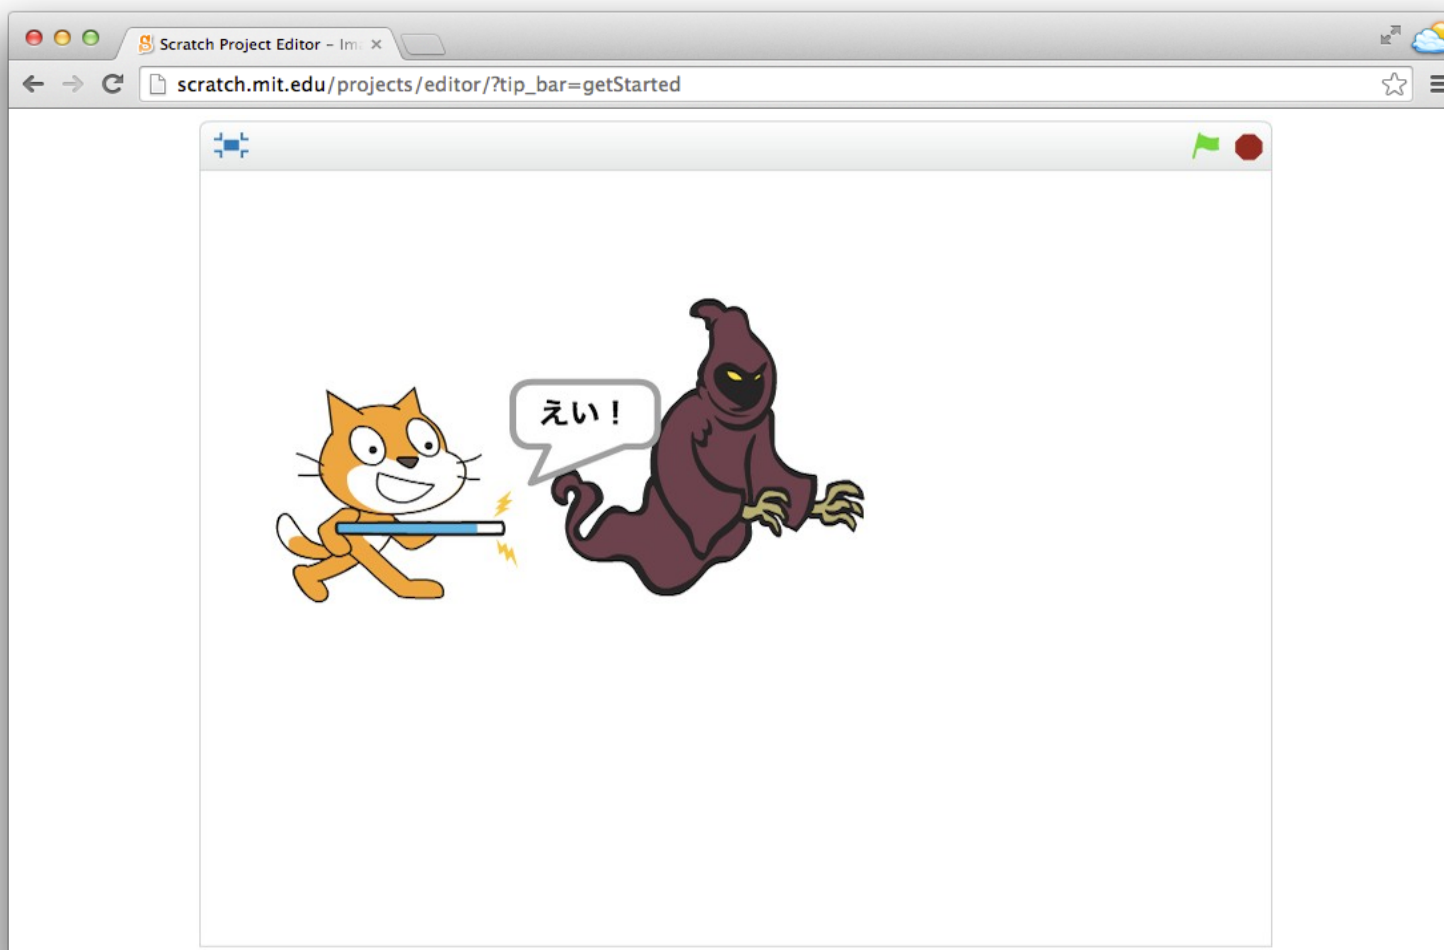 Scratch Project Editor – Im
scratch.mit.edu/projects/editor/?tip_bar=getStarted
えい！